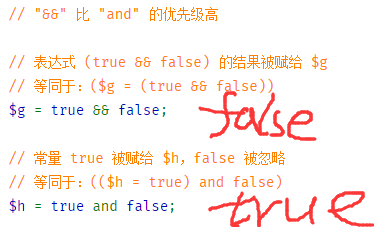 // "&&" 比 "and" 的优先级高
// 表达式 (true && false) 的结果被赋给 $g
// 等同于：($g = (true && false))
$g = true && false; false
// 常量 true 被赋给 $h，false 被忽略
// 等同于：(($h = true) and false)
$h = true and false; true